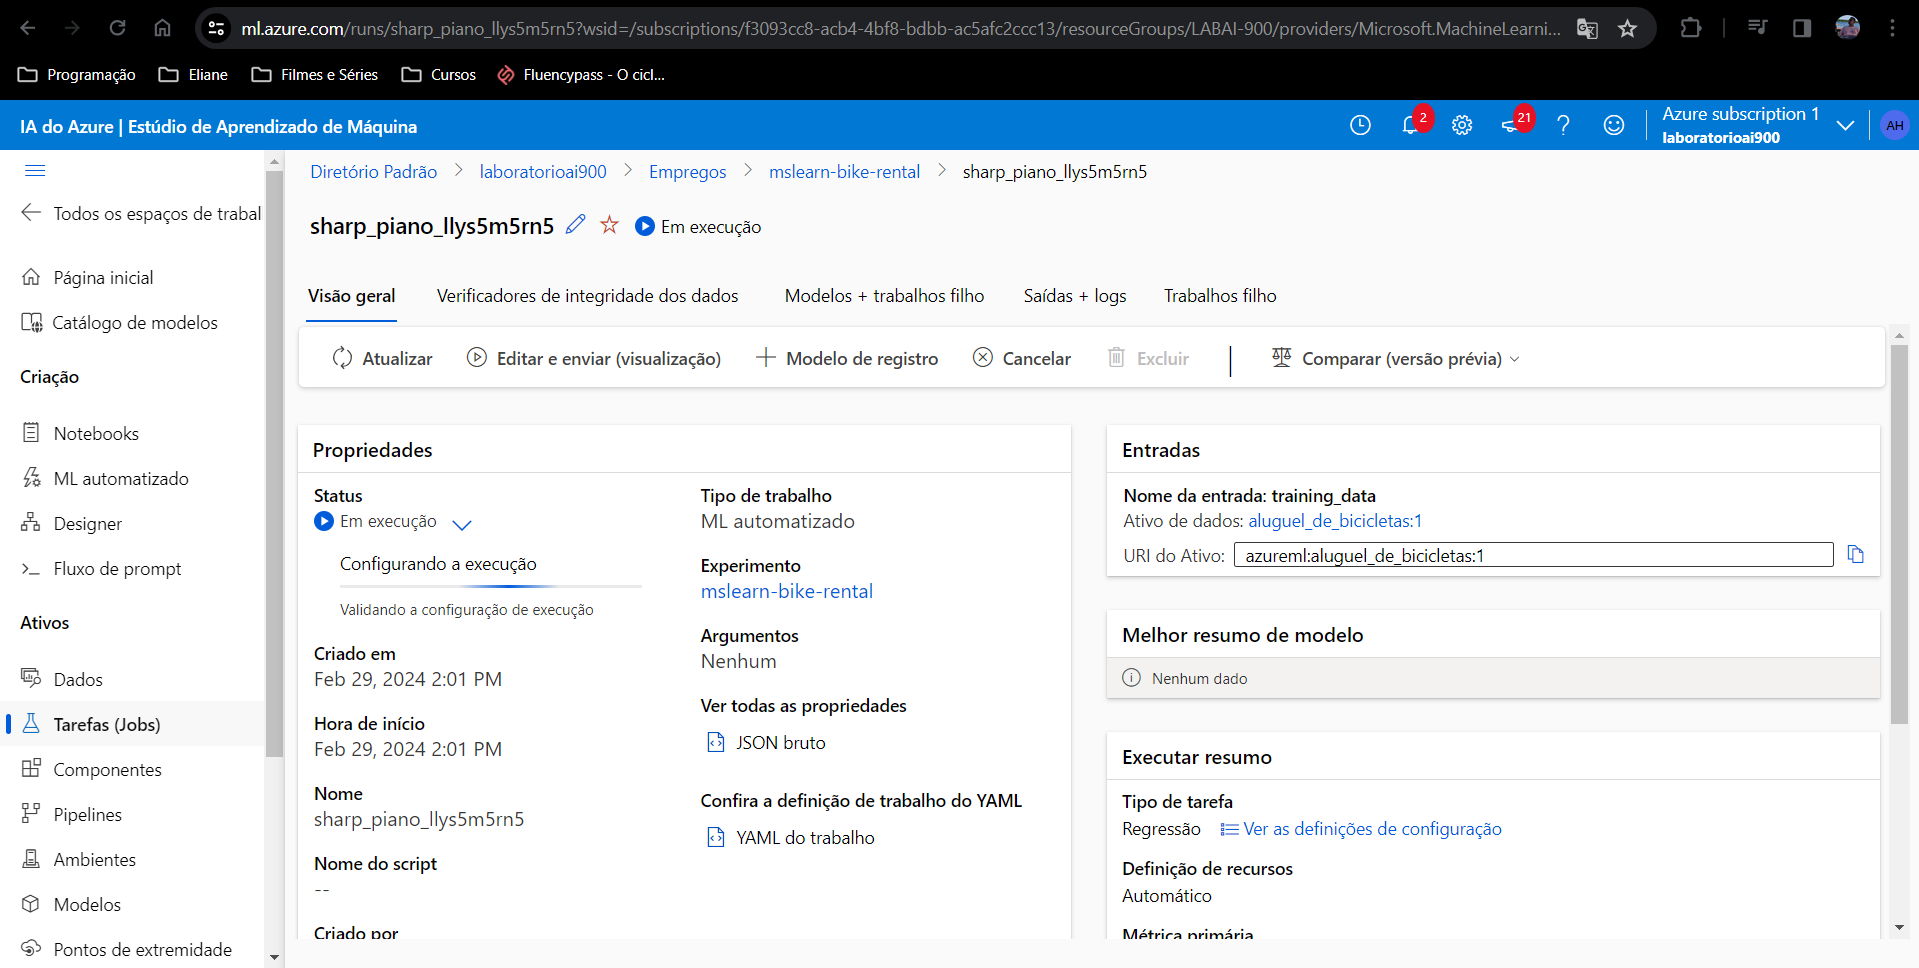 ml.azure.com/runs/sharp_piano_llys5m5rn5?wsid=/subscriptions/f3093cc8-acb4-4bf8-bdbb-ac5afc2ccc13/resourceGroups/LABAI-900/providers/Microsoft.MachineLearni...
Programação Eliane Filmes e Séries Cursos Fluencypass - O cicl...
IA do Azure | Estúdio de Aprendizado de Máquina
2
21
Azure subscription 1
laboratorioai900
AH
Diretório Padrão > laboratorioai900 > Empregos > mslearn-bike-rental > sharp_piano_llys5m5rn5
sharp_piano_llys5m5rn5 Em execução
Visão geral Verificadores de integridade dos dados Modelos + trabalhos filho Saídas + logs Trabalhos filho
Atualizar Editar e enviar (visualização) Modelo de registro Cancelar Excluir Comparar (versão prévia)
Todos os espaços de trabal
Página inicial
Catálogo de modelos
Criação
Notebooks
ML automatizado
Designer
Fluxo de prompt
Ativos
Dados
Tarefas (Jobs)
Componentes
Pipelines
Ambientes
Modelos
Pontos de extremidade
Propriedades
Status
Em execução
Configurando a execução
Validando a configuração de execução
Criado em
Feb 29, 2024 2:01 PM
Hora de início
Feb 29, 2024 2:01 PM
Nome
sharp_piano_llys5m5rn5
Nome do script
--
Criado por
Tipo de trabalho
ML automatizado
Experimento
mslearn-bike-rental
Argumentos
Nenhum
Ver todas as propriedades
JSON bruto
Confira a definição de trabalho do YAML
YAML do trabalho
Entradas
Nome da entrada: training_data
Ativo de dados: aluguel_de_bicicletas:1
URI do Ativo: azureml:aluguel_de_bicicletas:1
Melhor resumo de modelo
Nenhum dado
Executar resumo
Tipo de tarefa
Regressão Ver as definições de configuração
Definição de recursos
Automático
Métrica primária